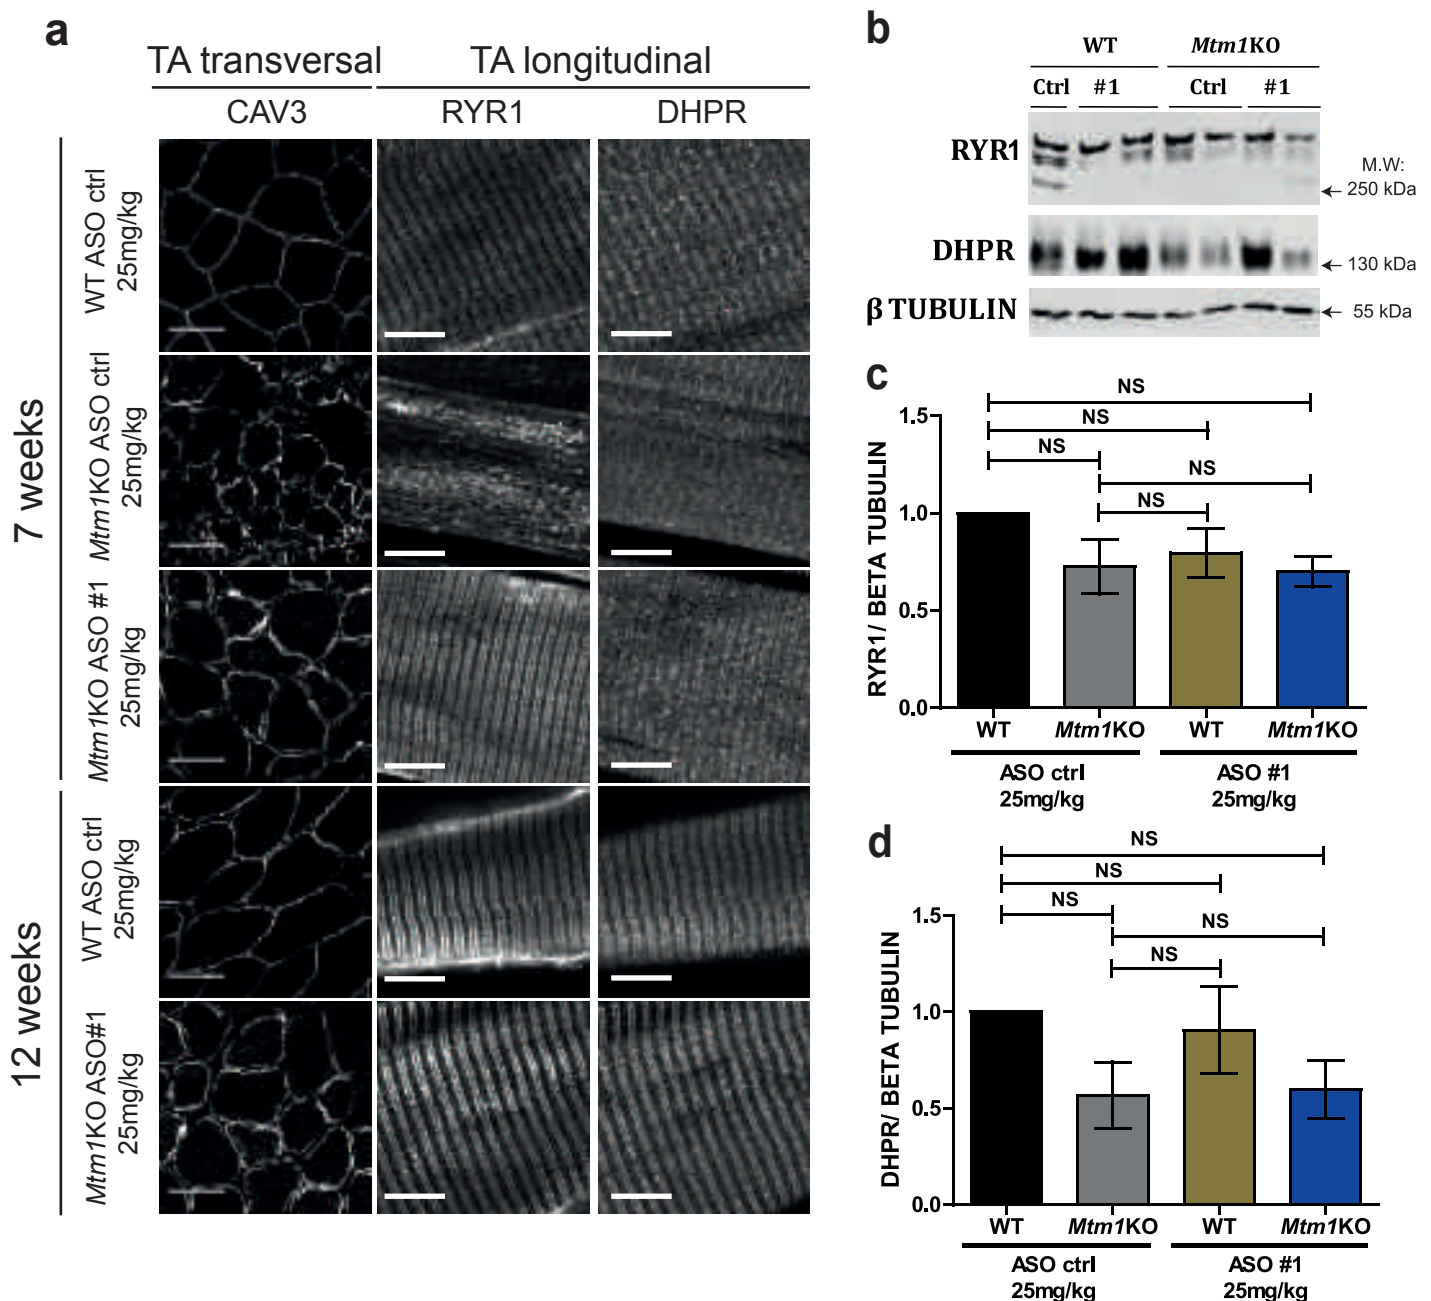 a
TA transversal
TA longitudinal
CAV3
RYR1
DHPR
7 weeks
WT ASO ctrl
25mg/kg
Mtm1KO ASO ctrl
25mg/kg
Mtm1KO ASO #1
25mg/kg
12 weeks
WT ASO ctrl
25mg/kg
Mtm1KO ASO#1
25mg/kg
b
WT
Mtm1KO
Ctrl
#1
Ctrl
#1
RYR1
M.W:
← 250 kDa
DHPR
← 130 kDa
β TUBULIN
← 55 kDa
c
RYR1/ BETA TUBULIN
1.5
1.0
0.5
0.0
NS
NS
NS
NS
NS
WT
Mtm1KO
WT
Mtm1KO
ASO ctrl
25mg/kg
ASO #1
25mg/kg
d
DHPR/ BETA TUBULIN
1.5
1.0
0.5
0.0
NS
NS
NS
NS
NS
WT
Mtm1KO
WT
Mtm1KO
ASO ctrl
25mg/kg
ASO #1
25mg/kg